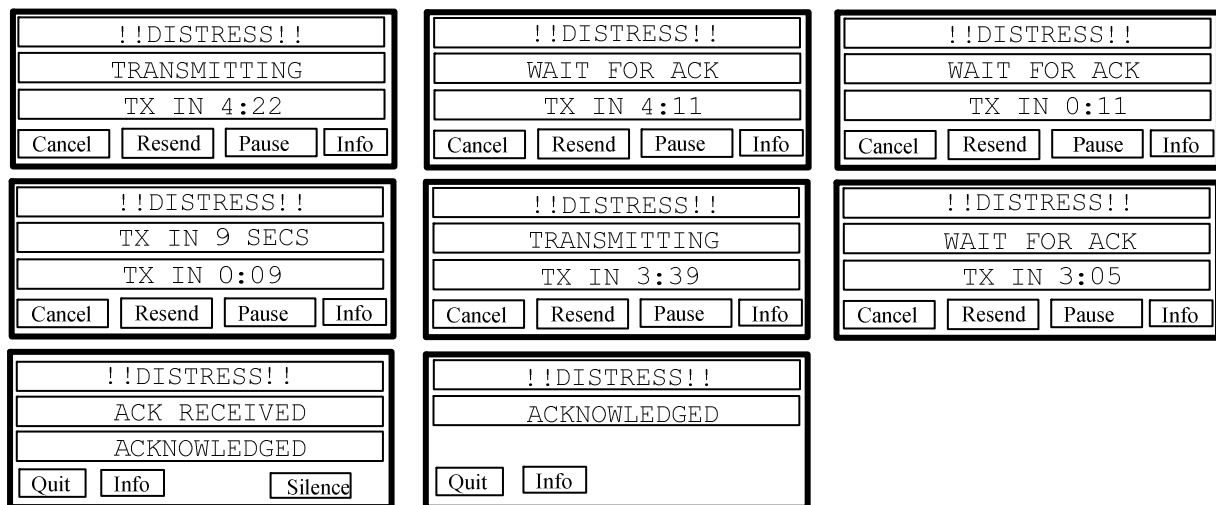 !!DISTRESS!!
TRANSMITTING
TX IN 4:22
Cancel Resend Pause Info
!!DISTRESS!!
WAIT FOR ACK
TX IN 4:11
Cancel Resend Pause Info
!!DISTRESS!!
WAIT FOR ACK
TX IN 0:11
Cancel Resend Pause Info
!!DISTRESS!!
TX IN 9 SECS
TX IN 0:09
Cancel Resend Pause Info
!!DISTRESS!!
TRANSMITTING
TX IN 3:39
Cancel Resend Pause Info
!!DISTRESS!!
WAIT FOR ACK
TX IN 3:05
Cancel Resend Pause Info
!!DISTRESS!!
ACK RECEIVED
ACKNOWLEDGED
Quit Info Silence
!!DISTRESS!!
ACKNOWLEDGED
Quit Info